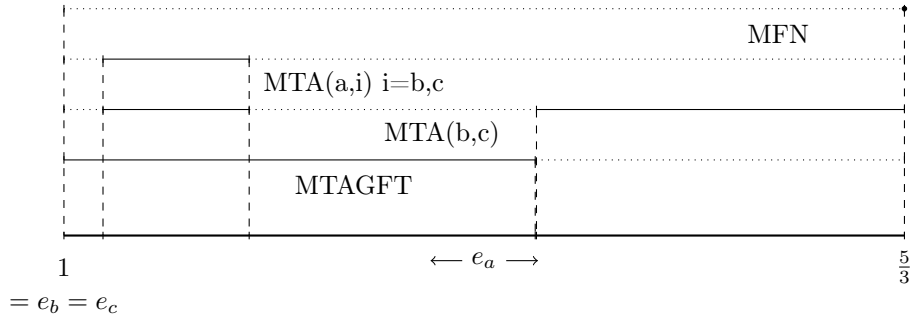 MFN
MTA(a,i) i=b,c
MTA(b,c)
MTAGFT
← e_a →
1
5/3
= e_b = e_c